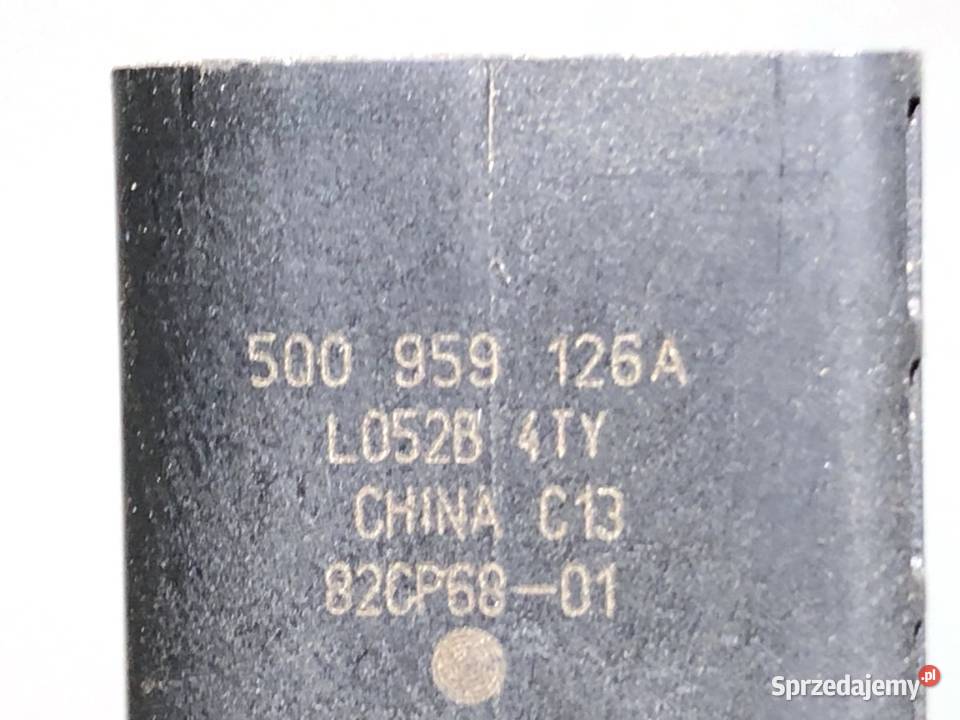 5Q0 959 126A
L052B 4TY
CHINA C13
82CP68-01
Sprzedajemy.pl